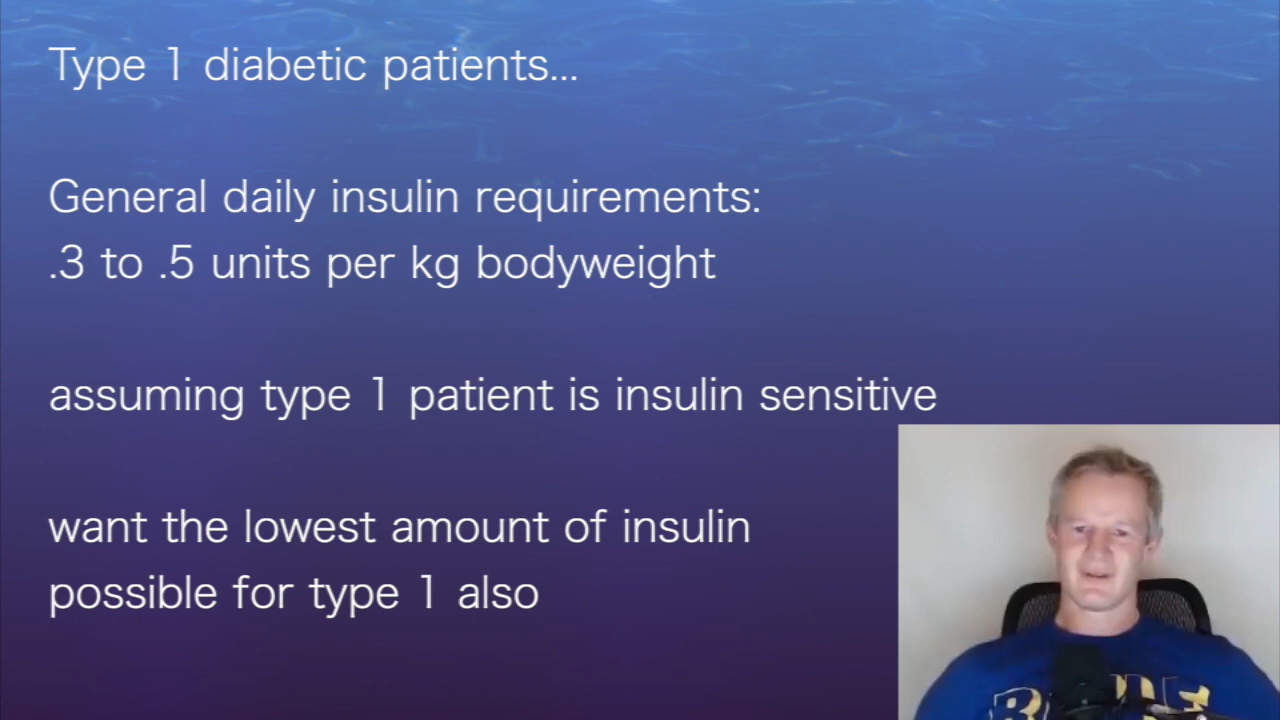 Type 1 diabetic patients...
General daily insulin requirements:
.3 to .5 units per kg bodyweight
assuming type 1 patient is insulin sensitive
want the lowest amount of insulin
possible for type 1 also